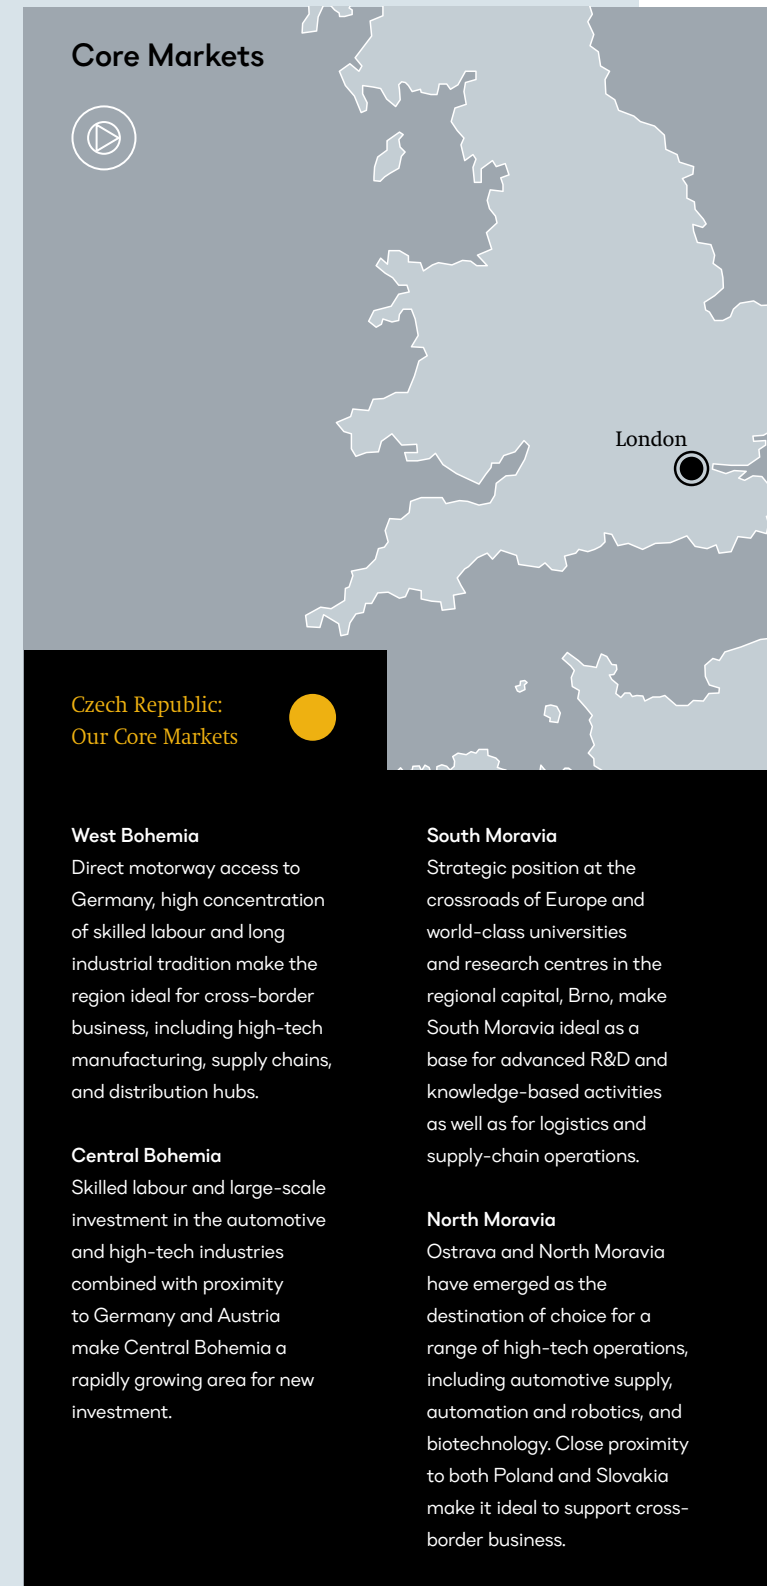 Core Markets
London
Czech Republic:
Our Core Markets
West Bohemia
Direct motorway access to
Germany, high concentration
of skilled labour and long
industrial tradition make the
region ideal for cross-border
business, including high-tech
manufacturing, supply chains,
and distribution hubs.
Central Bohemia
Skilled labour and large-scale
investment in the automotive
and high-tech industries
combined with proximity
to Germany and Austria
make Central Bohemia a
rapidly growing area for new
investment.
South Moravia
Strategic position at the
crossroads of Europe and
world-class universities
and research centres in the
regional capital, Brno, make
South Moravia ideal as a
base for advanced R&D and
knowledge-based activities
as well as for logistics and
supply-chain operations.
North Moravia
Ostrava and North Moravia
have emerged as the
destination of choice for a
range of high-tech operations,
including automotive supply,
automation and robotics, and
biotechnology. Close proximity
to both Poland and Slovakia
make it ideal to support cross-
border business.